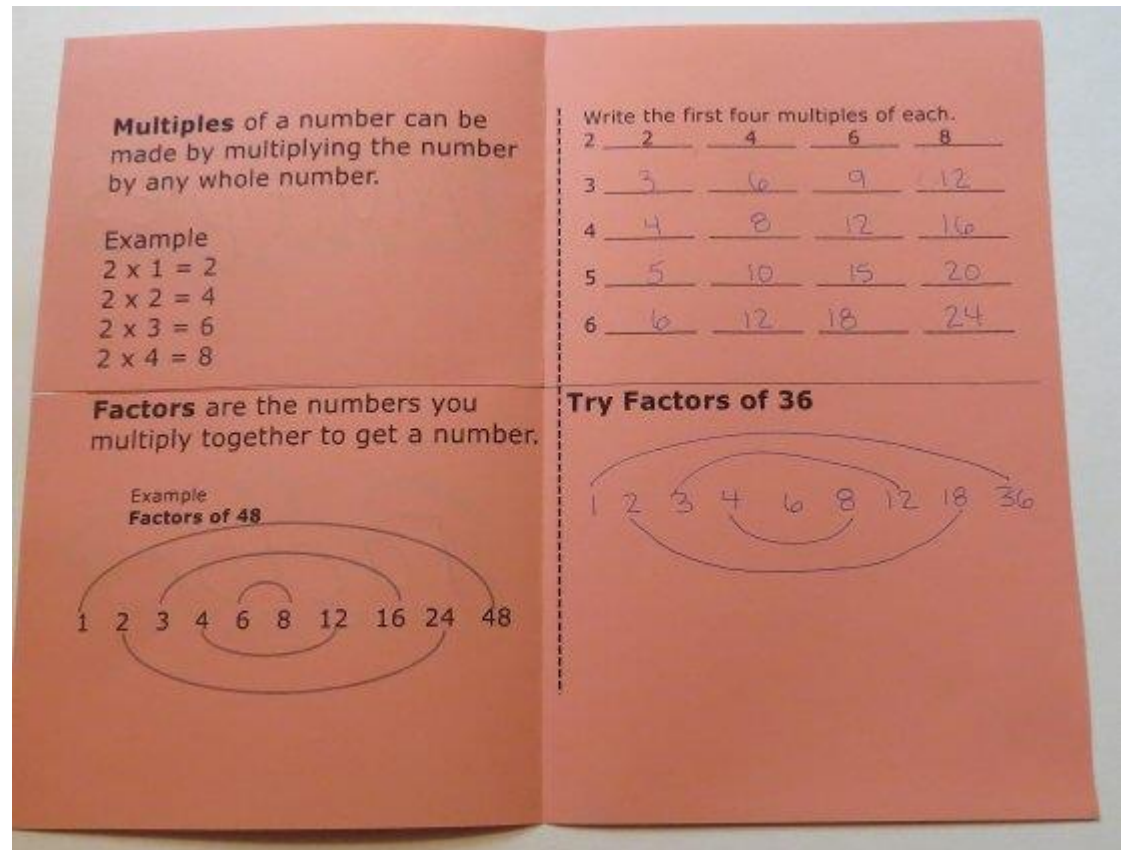 Multiples of a number can be
made by multiplying the number
by any whole number.
Example
2 x 1 = 2
2 x 2 = 4
2 x 3 = 6
2 x 4 = 8
Write the first four multiples of each.
2 2 4 6 8
3 3 6 9 12
4 4 8 12 16
5 5 10 15 20
6 6 12 18 24
Factors are the numbers you
multiply together to get a number.
Example
Factors of 48
1 2 3 4 6 8 12 16 24 48
Try Factors of 36
1 2 3 4 6 8 12 18 36